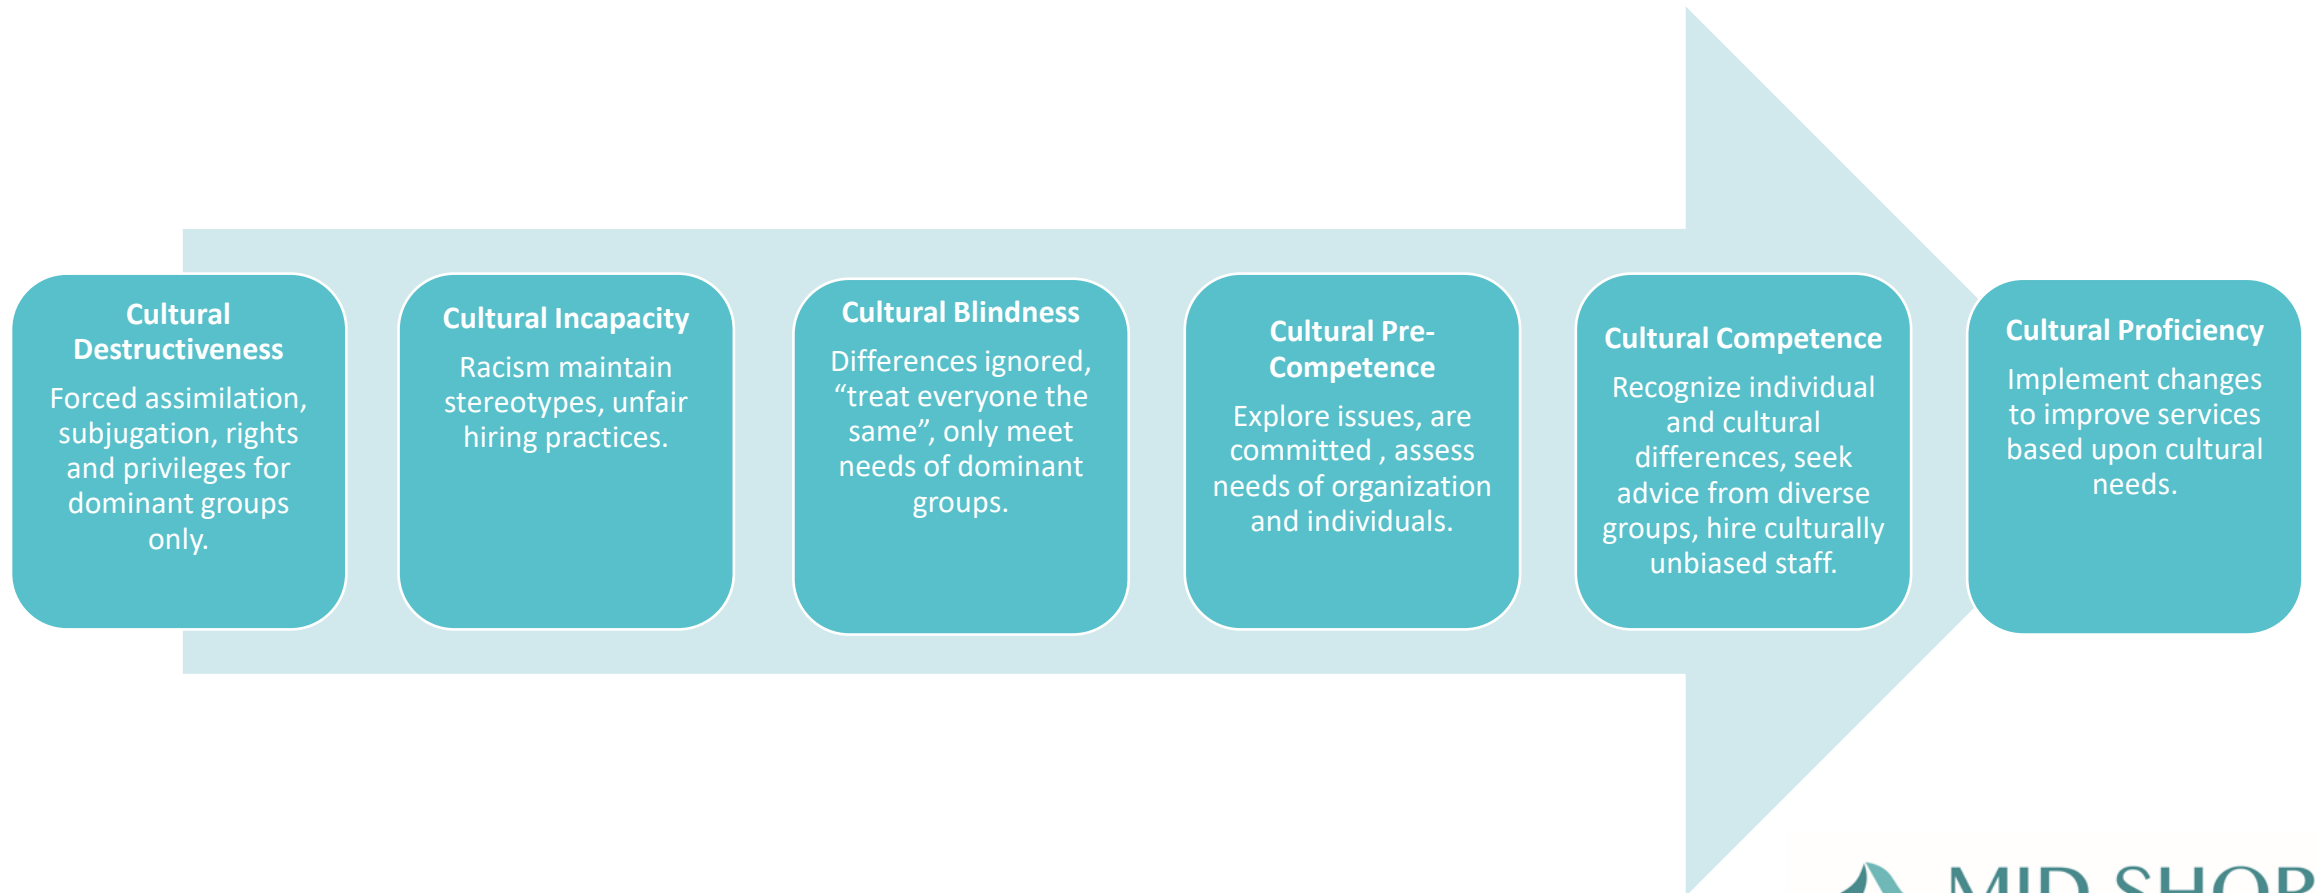 Cultural
Destructiveness
Forced assimilation,
subjugation, rights
and privileges for
dominant groups
only.
Cultural Incapacity
Racism maintain
stereotypes, unfair
hiring practices.
Cultural Blindness
Differences ignored,
“treat everyone the
same”, only meet
needs of dominant
groups.
Cultural Pre-
Competence
Explore issues, are
committed , assess
needs of organization
and individuals.
Cultural Competence
Recognize individual
and cultural
differences, seek
advice from diverse
groups, hire culturally
unbiased staff.
Cultural Proficiency
Implement changes
to improve services
based upon cultural
needs.
MID SHOR